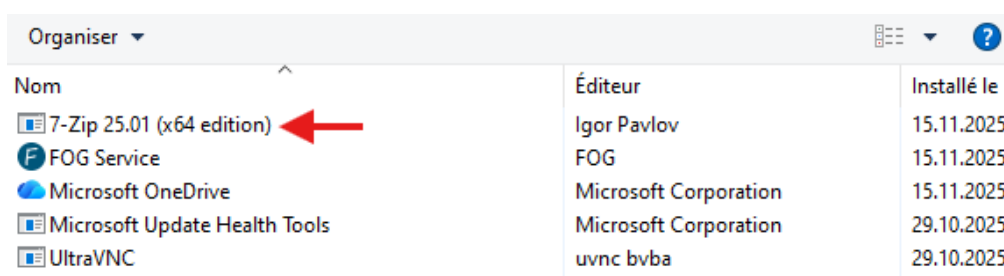 Organiser
Nom Éditeur Installé le
7-Zip 25.01 (x64 edition) Igor Pavlov 15.11.2025
FOG Service FOG 15.11.2025
Microsoft OneDrive Microsoft Corporation 15.11.2025
Microsoft Update Health Tools Microsoft Corporation 29.10.2025
UltraVNC uvnc bvba 29.10.2025